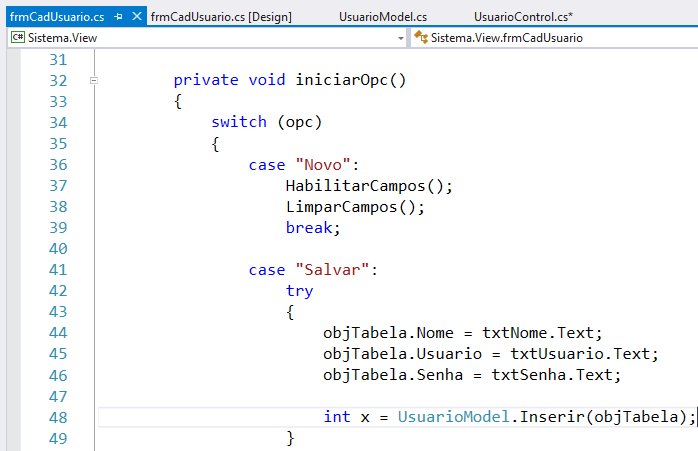 frmCadUsuario.cs frmCadUsuario.cs [Design] UsuarioModel.cs UsuarioControl.cs*
C# Sistema.View Sistema.View.frmCadUsuario
31
32 private void iniciarOpc()
33 {
34 switch (opc)
35 {
36 case "Novo":
37 HabilitarCampos();
38 LimparCampos();
39 break;
40
41 case "Salvar":
42 try
43 {
44 objTabela.Nome = txtNome.Text;
45 objTabela.Usuario = txtUsuario.Text;
46 objTabela.Senha = txtSenha.Text;
47
48 int x = UsuarioModel.Inserir(objTabela);
49 }